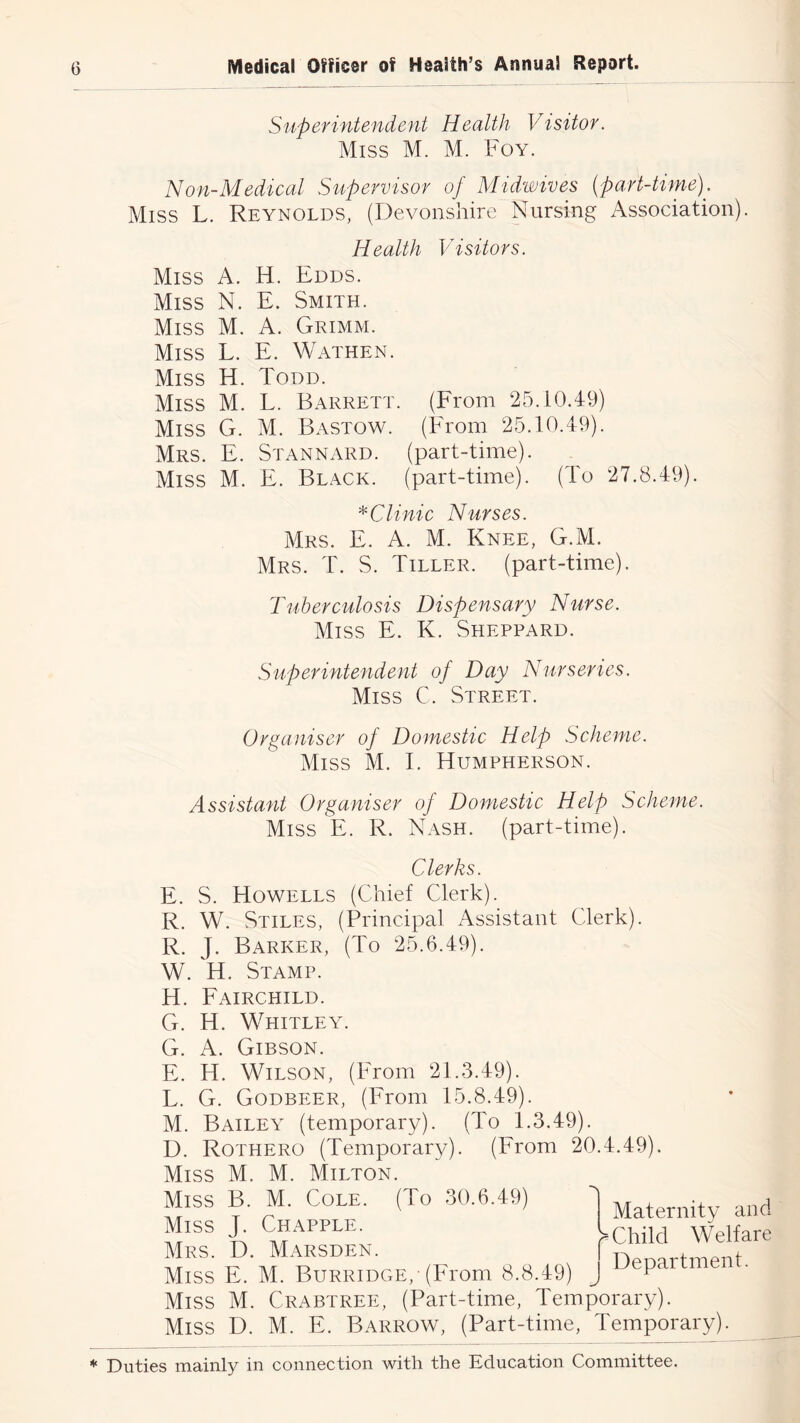 6 Medical Officer of Health's Annual Report.
Superintendent Health Visitor.
Miss M. M. Foy.
Non-Medical Supervisor of Midwives (part-time).
Miss L. Reynolds, (Devonshire Nursing Association).
Health Visitors.
Miss A. H. Edds.
Miss N. E. Smith.
Miss M. A. Grimm.
Miss L. E. Wathen.
Miss H. Todd.
Miss M. L. Barrett. (From 25.10.49)
Miss G. M. Bastow. (From 25.10.49).
Mrs. E. Stannard. (part-time).
Miss M. E. Black. (part-time). (To 27.8.49).
*Clinic Nurses.
Mrs. E. A. M. Knee, G.M.
Mrs. T. S. Tiller. (part-time).
Tuberculosis Dispensary Nurse.
Miss E. K. Sheppard.
Superintendent of Day Nurseries.
Miss C. Street.
Organiser of Domestic Help Scheme.
Miss M. I. Humpherson.
Assistant Organiser of Domestic Help Scheme.
Miss E. R. Nash. (part-time).
Clerks.
E. S. Howells (Chief Clerk).
R. W. Stiles, (Principal Assistant Clerk).
R. J. Barker, (To 25.6.49).
W. H. Stamp.
H. Fairchild.
G. H. Whitley.
G. A. Gibson.
E. H. Wilson, (From 21.3.49).
L. G. Godbeer, (From 15.8.49).
M. Bailey (temporary). (To 1.3.49).
D. Rothero (Temporary). (From 20.4.49).
Miss M. M. Milton.
Miss B. M. Cole. (To 30.6.49)
Miss J. Chapple.
Mrs. D. Marsden.
Miss E. M. Burridge, (From 8.8.49)
Maternity and
Child Welfare
Department.
Miss M. Crabtree, (Part-time, Temporary).
Miss D. M. E. Barrow, (Part-time, Temporary).
* Duties mainly in connection with the Education Committee.